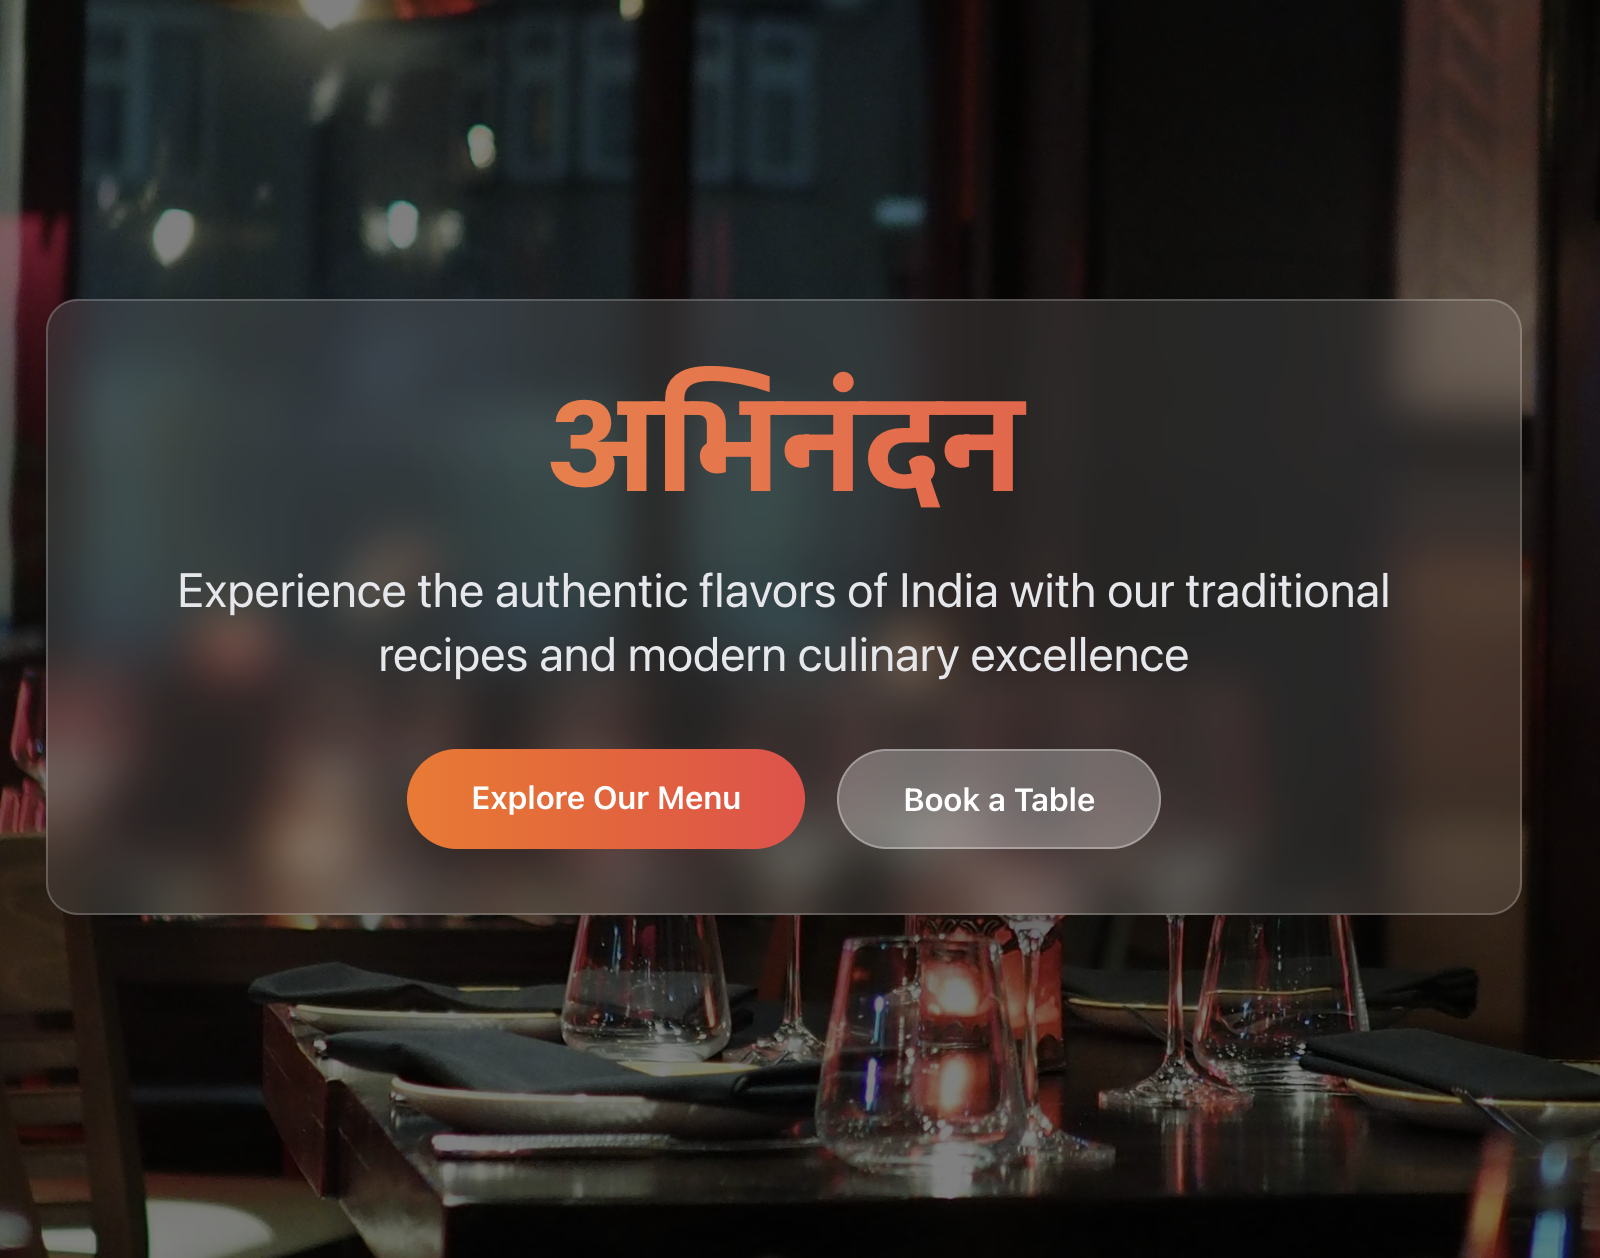 अभिनंदन
Experience the authentic flavors of India with our traditional
recipes and modern culinary excellence
Explore Our Menu
Book a Table